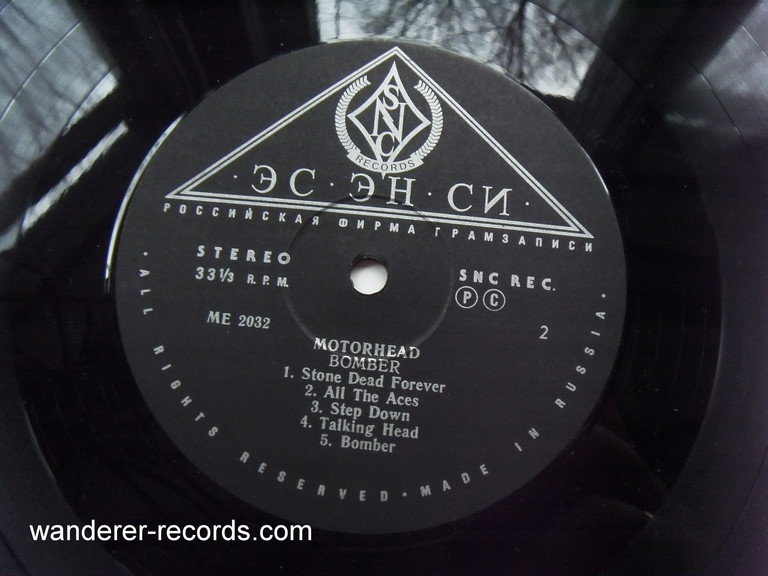 SNC
RECORDS
· ЭС · ЭН · СИ ·
РОССИЙСКАЯ ФИРМА ГРАМЗАПИСИ
STEREO
33⅓ R.P.M.
SNC REC.
Ⓟ Ⓒ
ME 2032
2
MOTORHEAD
BOMBER
1. Stone Dead Forever
2. All The Aces
3. Step Down
4. Talking Head
5. Bomber
· ALL RIGHTS RESERVED · MADE IN RUSSIA ·
wanderer-records.com